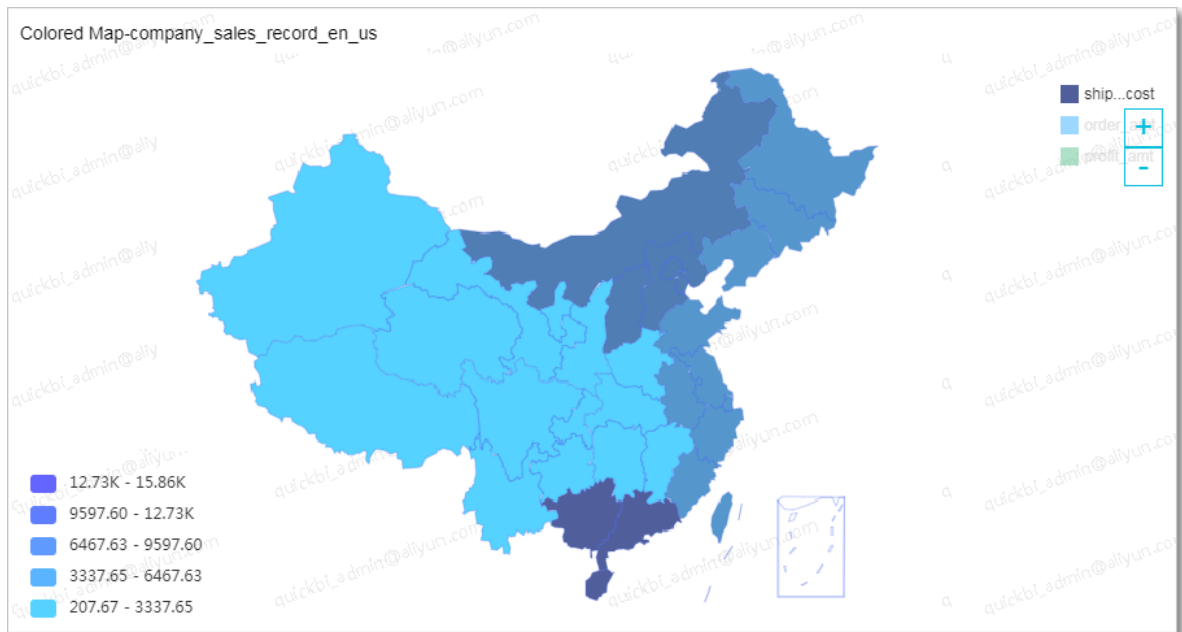 Colored Map-company_sales_record_en_us
ship...cost
order_amt
profit_amt
+
-
12.73K - 15.86K
9597.60 - 12.73K
6467.63 - 9597.60
3337.65 - 6467.63
207.67 - 3337.65
quickbi_admin@aliyun.com